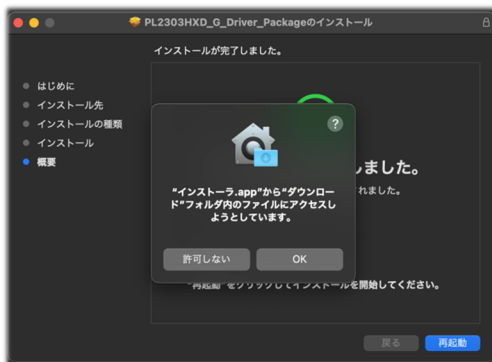 PL2303HXD_G_Driver_Packageのインストール
インストールが完了しました。
はじめに
インストール先
インストールの種類
インストール
概要
?
しました。
されました。
"インストーラ.app"から"ダウンロー
ド"フォルダ内のファイルにアクセスし
ようとしています。
許可しない
OK
"再起動"をクリックしてインストールを開始してください。
戻る
再起動